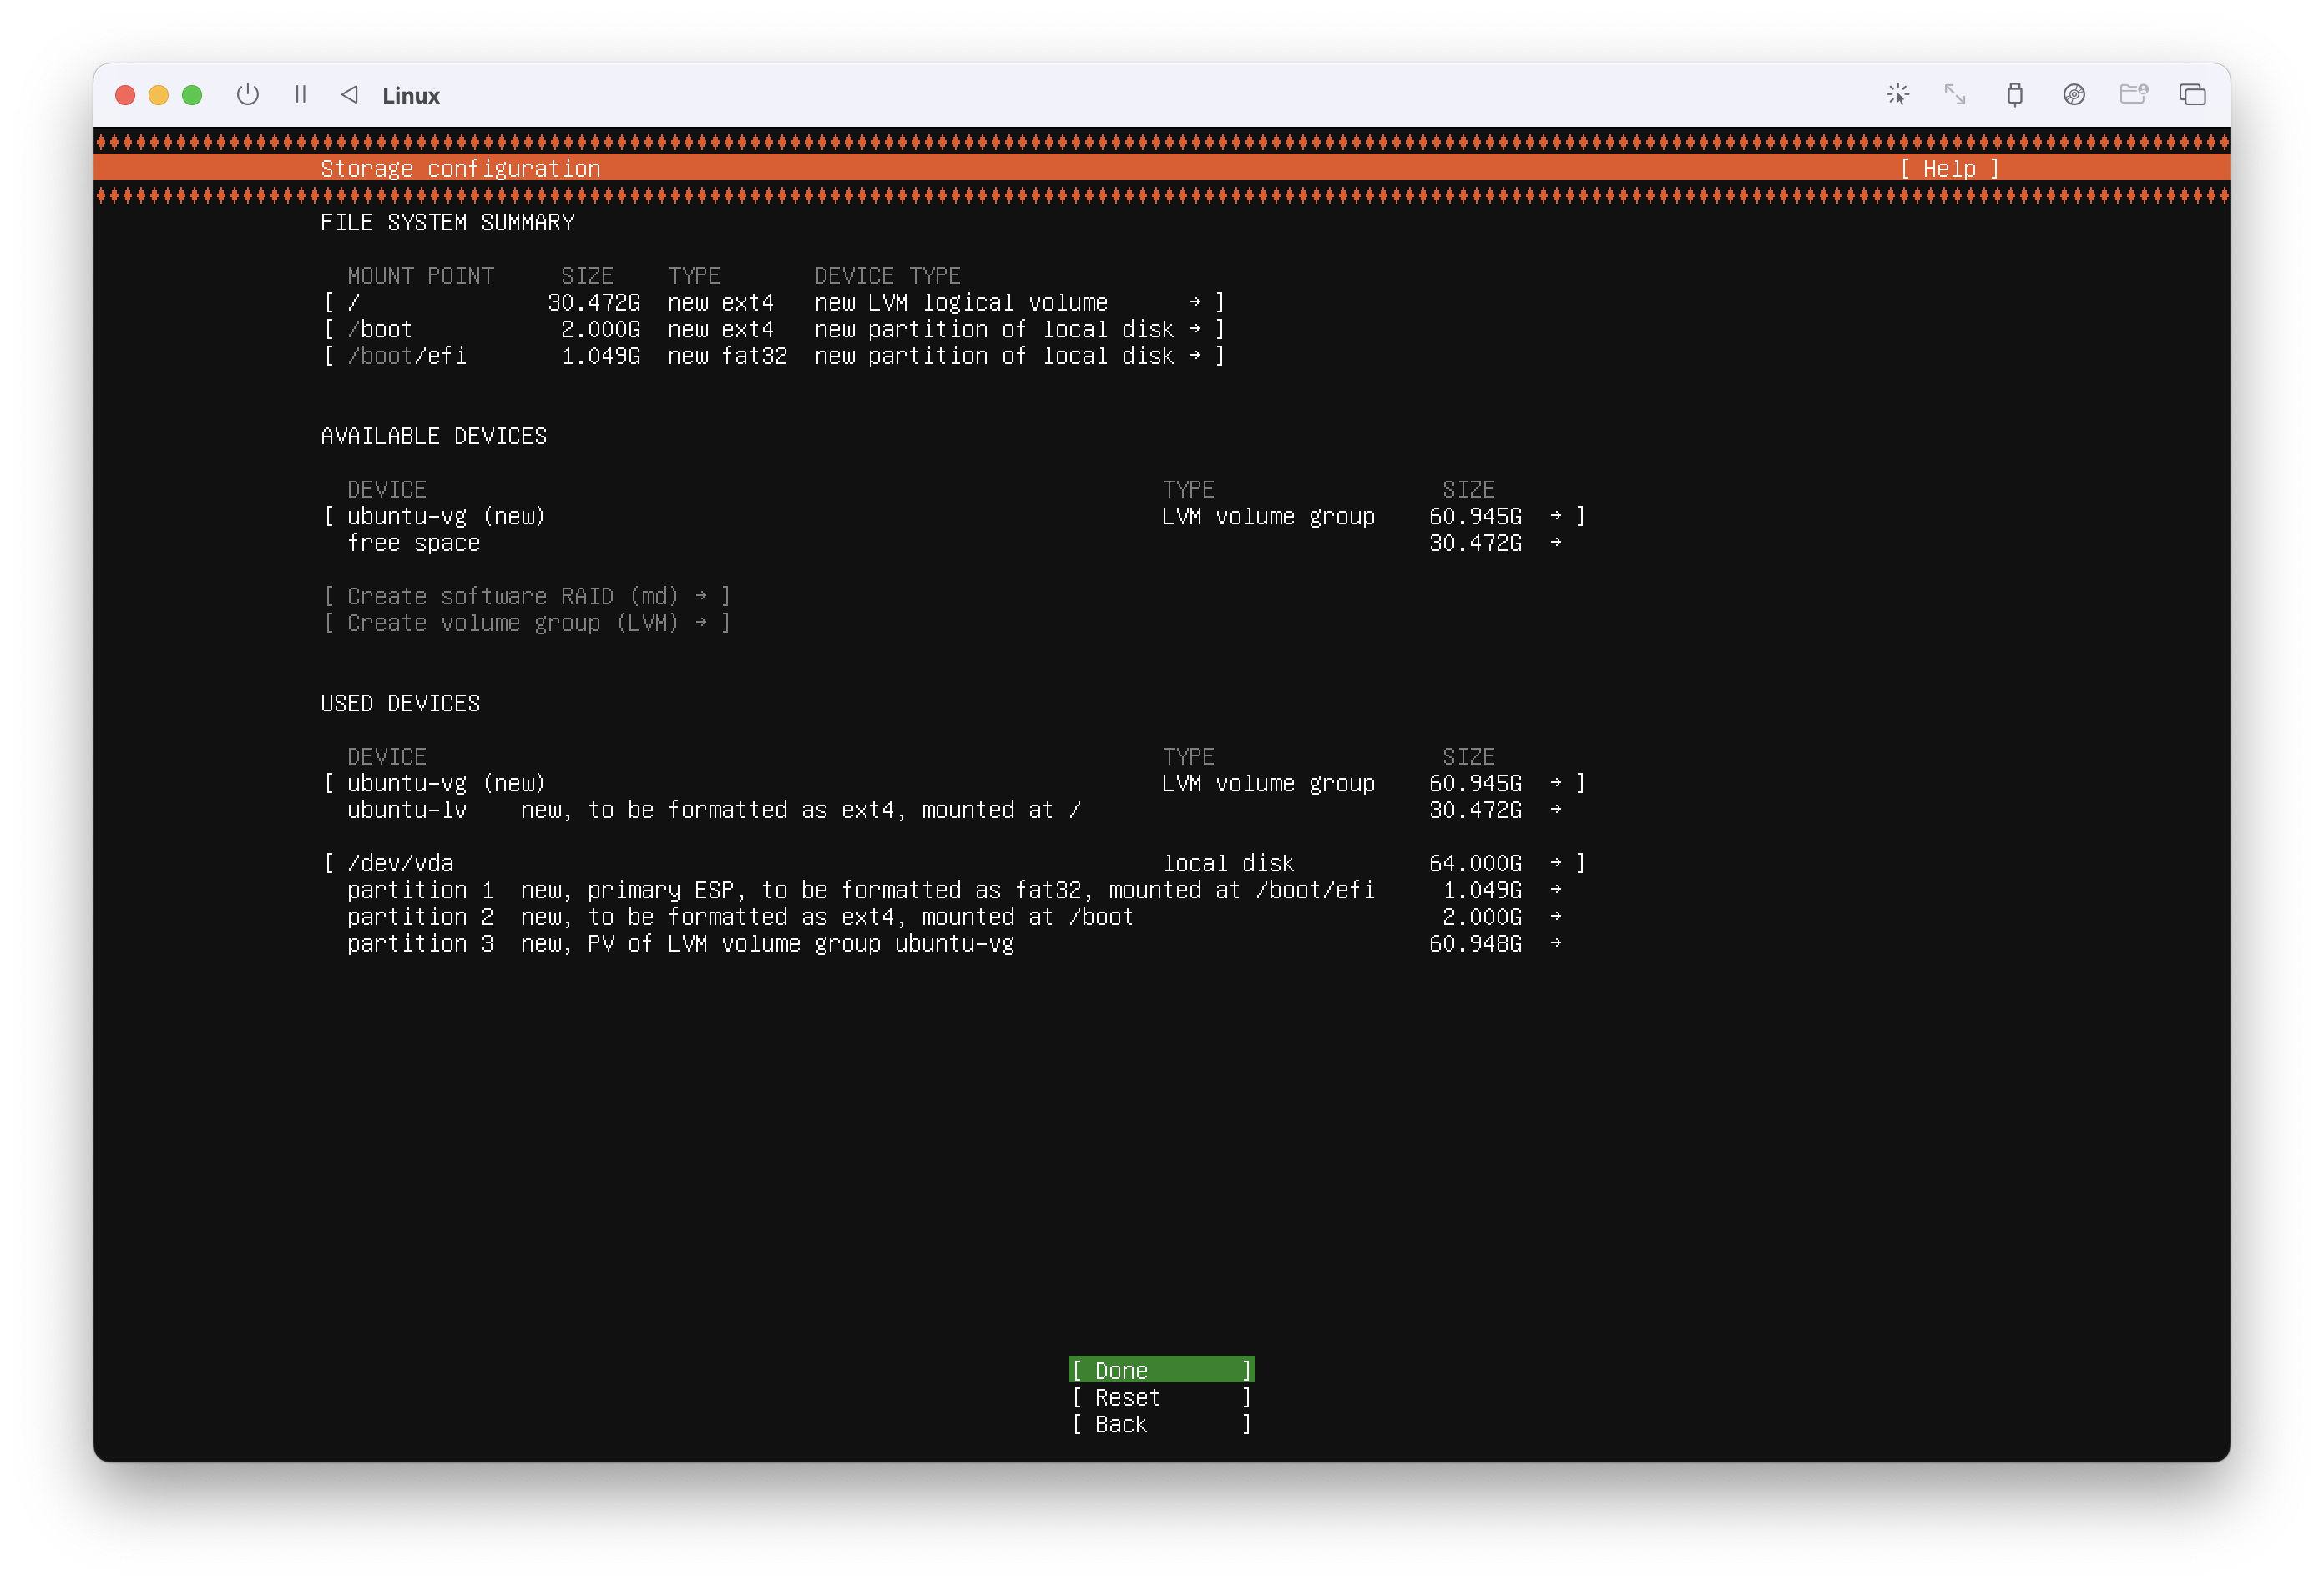 Linux
Storage configuration [ Help ]
FILE SYSTEM SUMMARY
MOUNT POINT SIZE TYPE DEVICE TYPE
[ / 30.472G new ext4 new LVM logical volume → ]
[ /boot 2.000G new ext4 new partition of local disk → ]
[ /boot/efi 1.049G new fat32 new partition of local disk → ]
AVAILABLE DEVICES
DEVICE TYPE SIZE
[ ubuntu-vg (new) LVM volume group 60.945G → ]
free space 30.472G →
[ Create software RAID (md) → ]
[ Create volume group (LVM) → ]
USED DEVICES
DEVICE TYPE SIZE
[ ubuntu-vg (new) LVM volume group 60.945G → ]
ubuntu-lv new, to be formatted as ext4, mounted at / 30.472G →
[ /dev/vda local disk 64.000G → ]
partition 1 new, primary ESP, to be formatted as fat32, mounted at /boot/efi 1.049G →
partition 2 new, to be formatted as ext4, mounted at /boot 2.000G →
partition 3 new, PV of LVM volume group ubuntu-vg 60.948G →
[ Done ]
[ Reset ]
[ Back ]